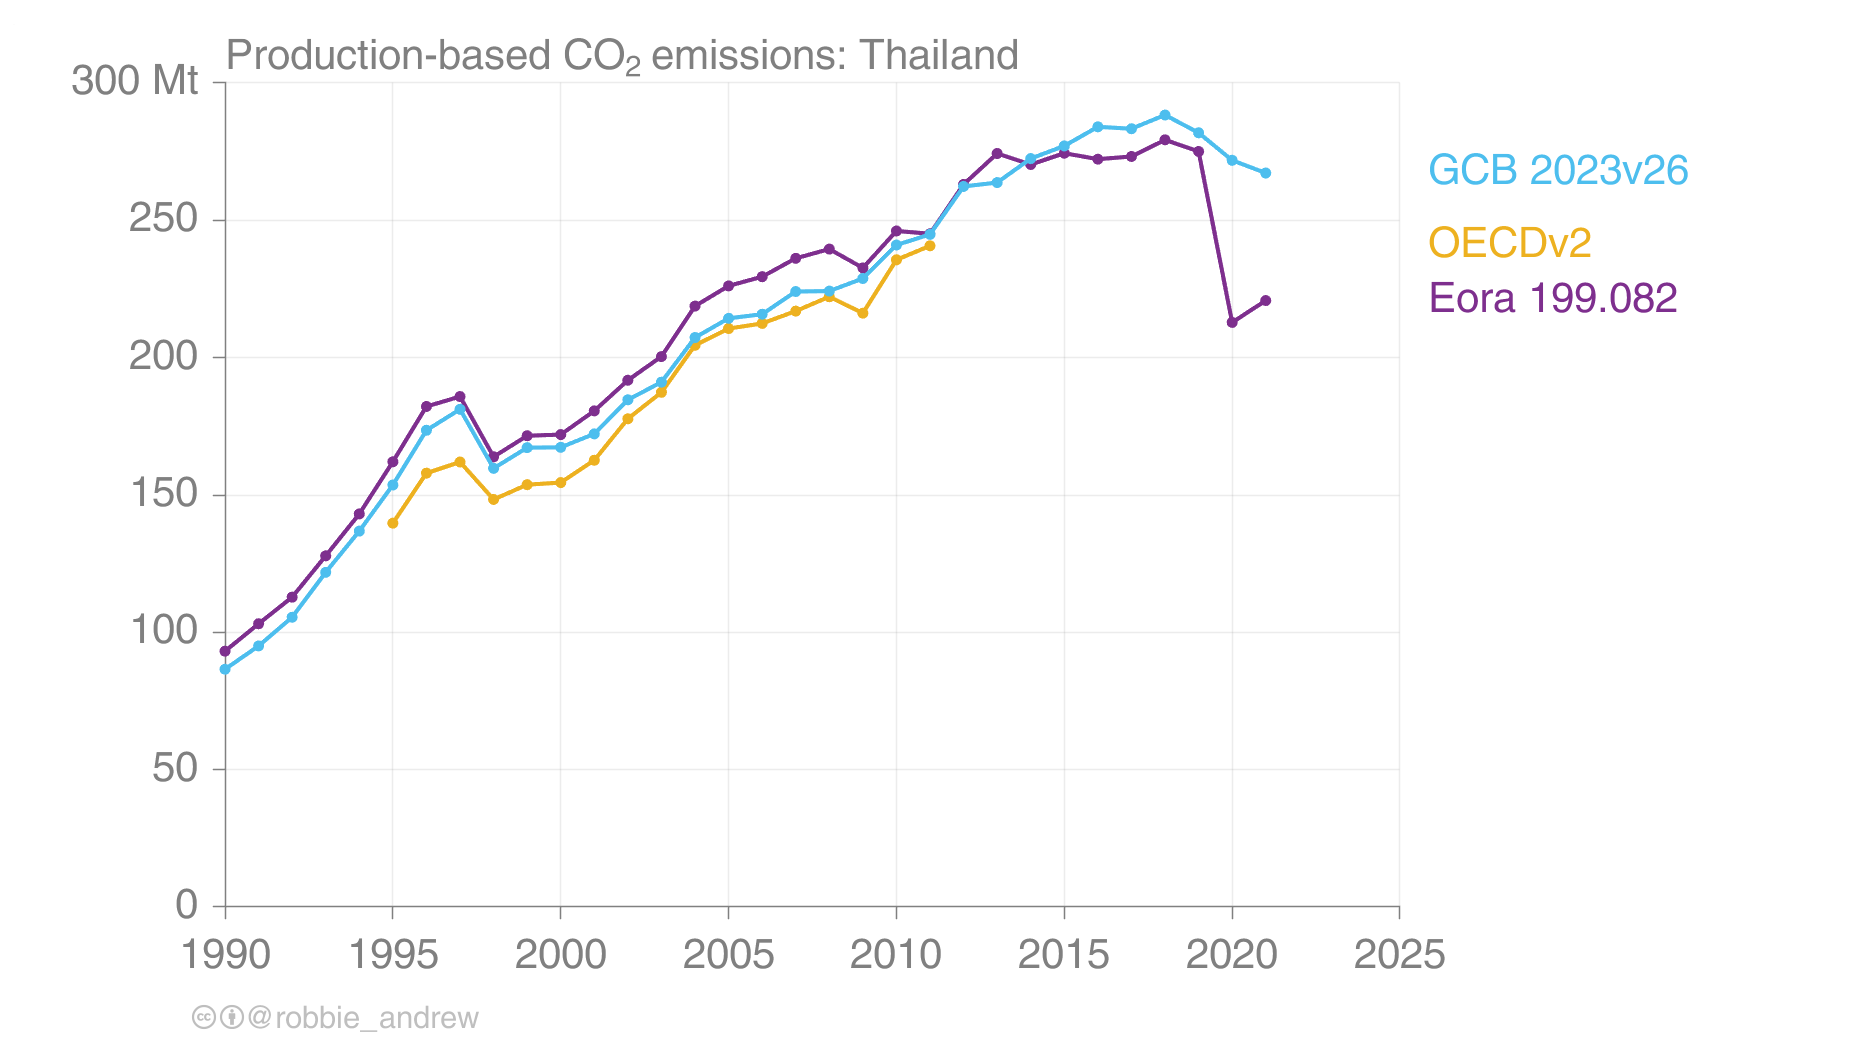 Production-based CO₂ emissions: Thailand
300 Mt
250
200
150
100
50
0
1990 1995 2000 2005 2010 2015 2020 2025
GCB 2023v26
OECDv2
Eora 199.082
@robbie_andrew